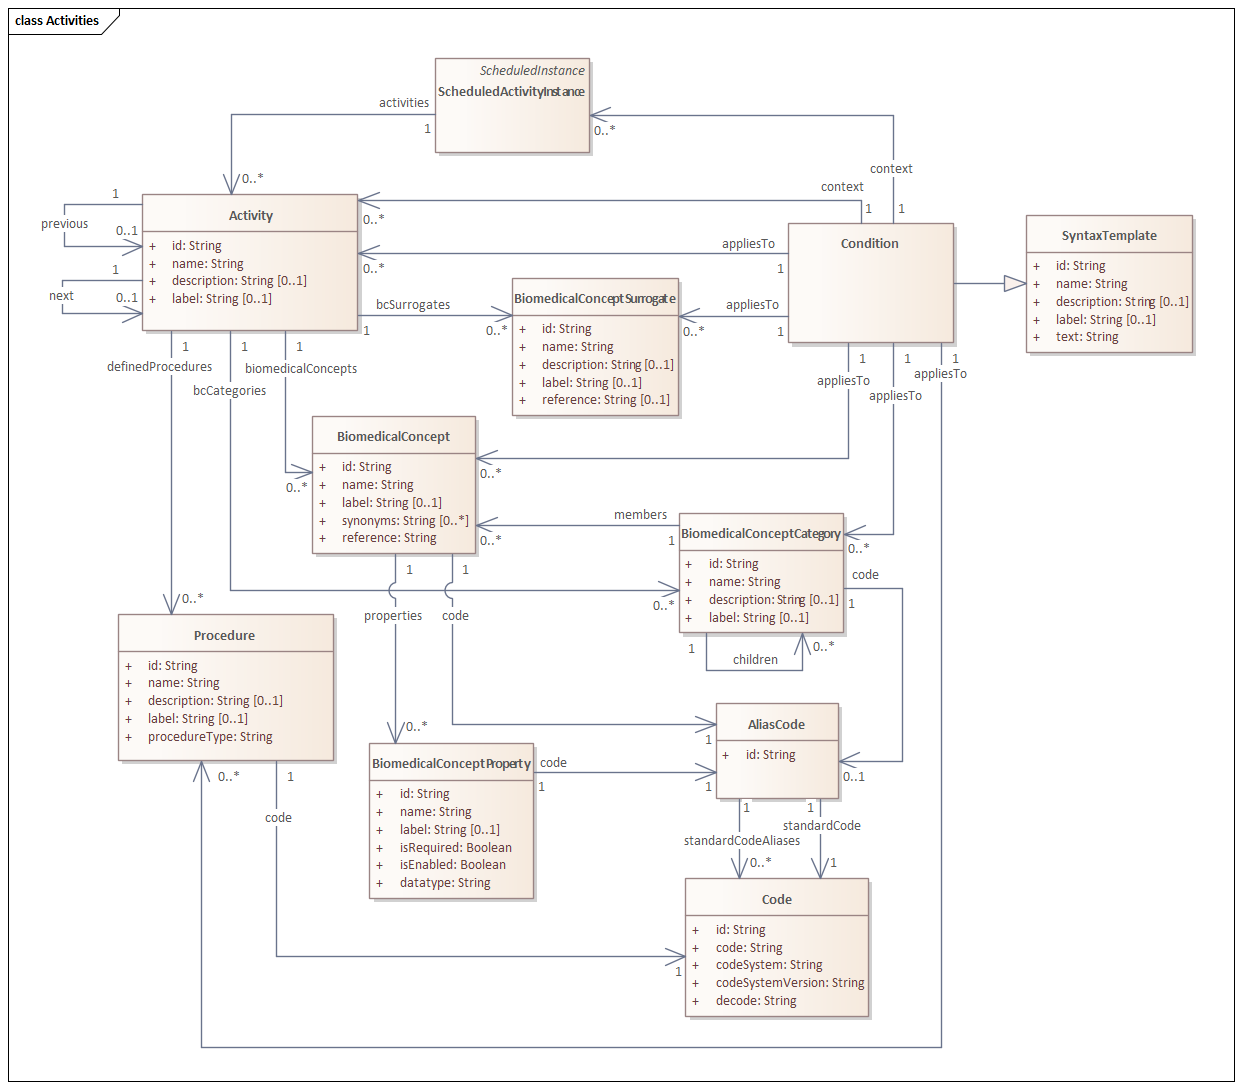 class Activities
ScheduledInstance
ScheduledActivityInstance
activities
1
0..*
0..*
context
1
context
1
0..*
1
previous
0..1
1
next
0..1
Activity
+ id: String
+ name: String
+ description: String [0..1]
+ label: String [0..1]
appliesTo
1
0..*
Condition
SyntaxTemplate
+ id: String
+ name: String
+ description: String [0..1]
+ label: String [0..1]
+ text: String
bcSurrogates
1
0..*
BiomedicalConceptSurrogate
+ id: String
+ name: String
+ description: String [0..1]
+ label: String [0..1]
+ reference: String [0..1]
appliesTo
1
0..*
1
definedProcedures
0..*
1
bcCategories
0..*
1
biomedicalConcepts
0..*
1
appliesTo
0..*
1
appliesTo
0..*
1
appliesTo
0..*
BiomedicalConcept
+ id: String
+ name: String
+ label: String [0..1]
+ synonyms: String [0..*]
+ reference: String
members
1
0..*
BiomedicalConceptCategory
+ id: String
+ name: String
+ description: String [0..1]
+ label: String [0..1]
code
1
0..1
1
children
0..*
1
properties
0..*
1
code
1
Procedure
+ id: String
+ name: String
+ description: String [0..1]
+ label: String [0..1]
+ procedureType: String
1
code
1
BiomedicalConceptProperty
+ id: String
+ name: String
+ label: String [0..1]
+ isRequired: Boolean
+ isEnabled: Boolean
+ datatype: String
code
1
1
AliasCode
+ id: String
1
standardCodeAliases
0..*
1
standardCode
1
Code
+ id: String
+ code: String
+ codeSystem: String
+ codeSystemVersion: String
+ decode: String